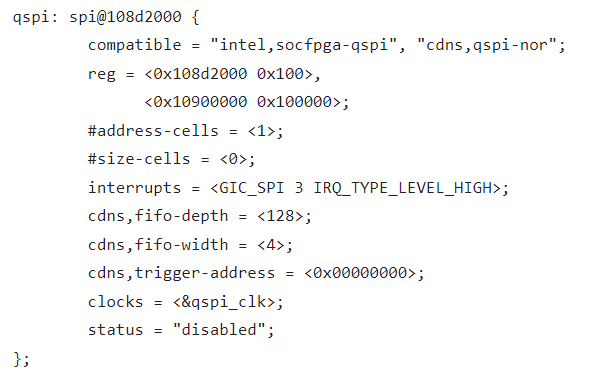 qspi: spi@108d2000 {
compatible = "intel,socfpga-qspi", "cdns,qspi-nor";
reg = <0x108d2000 0x100>,
<0x10900000 0x100000>;
#address-cells = <1>;
#size-cells = <0>;
interrupts = <GIC_SPI 3 IRQ_TYPE_LEVEL_HIGH>;
cdns,fifo-depth = <128>;
cdns,fifo-width = <4>;
cdns,trigger-address = <0x00000000>;
clocks = <&qspi_clk>;
status = "disabled";
};